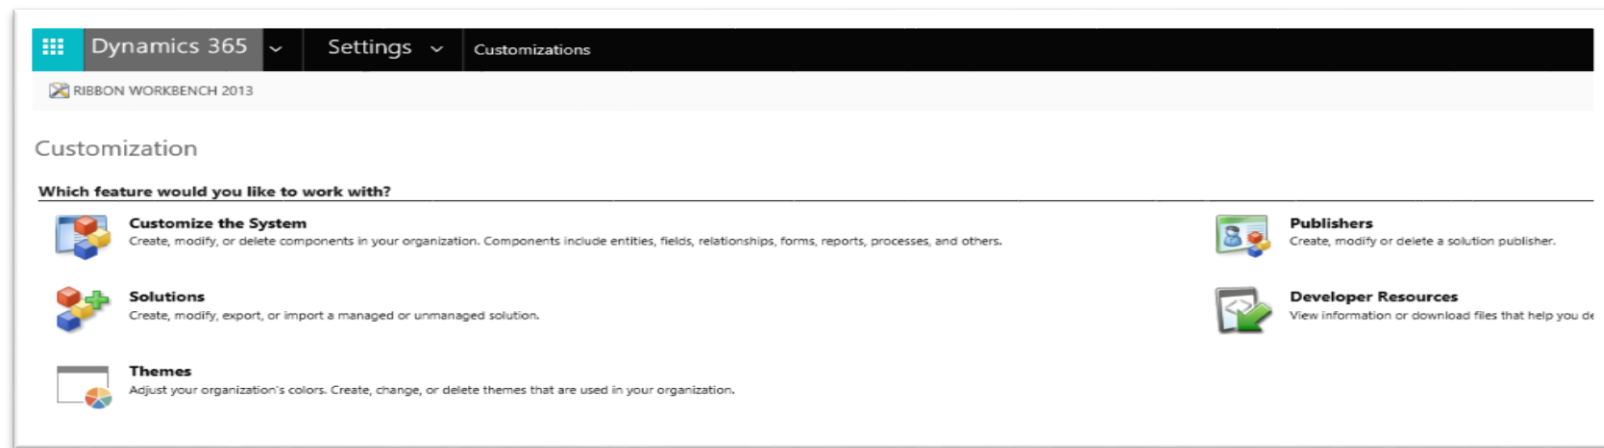 Dynamics 365 Settings Customizations
RIBBON WORKBENCH 2013
Customization
Which feature would you like to work with?
Customize the System
Create, modify, or delete components in your organization. Components include entities, fields, relationships, forms, reports, processes, and others.
Publishers
Create, modify or delete a solution publisher.
Solutions
Create, modify, export, or import a managed or unmanaged solution.
Developer Resources
View information or download files that help you de
Themes
Adjust your organization's colors. Create, change, or delete themes that are used in your organization.